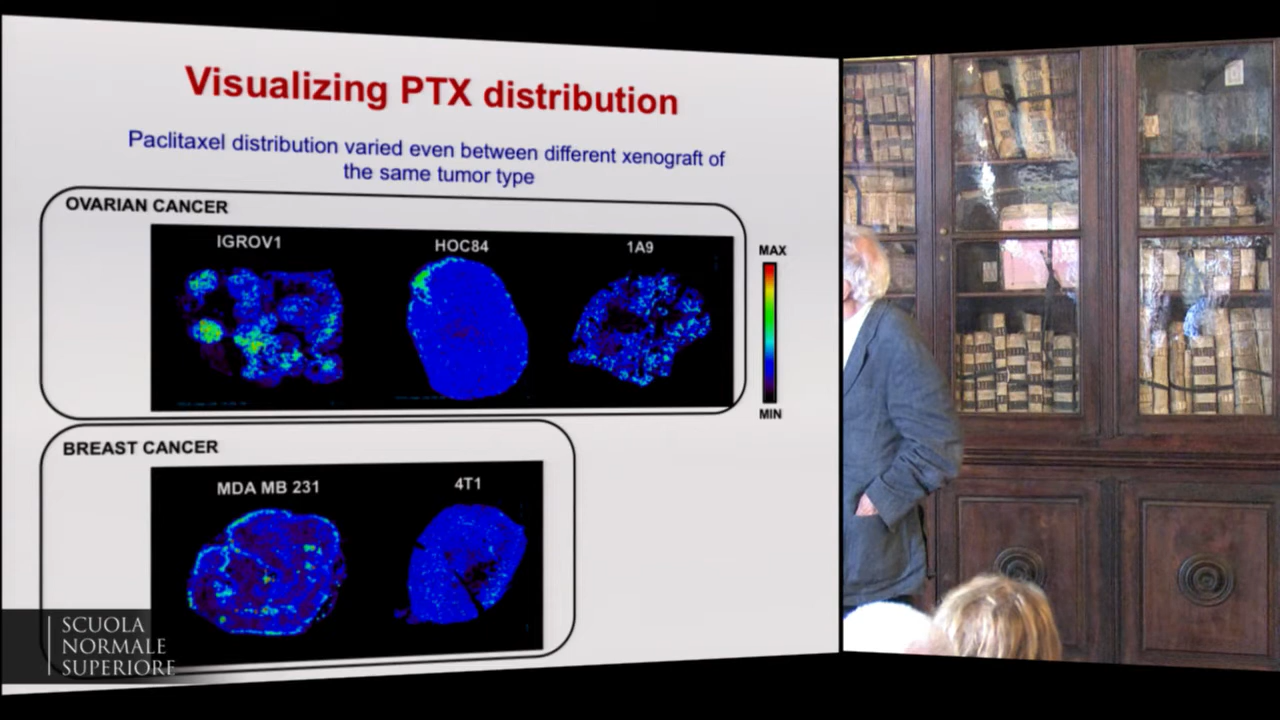 Visualizing PTX distribution
Paclitaxel distribution varied even between different xenograft of
the same tumor type
OVARIAN CANCER
IGROV1
HOC84
1A9
MAX
MIN
BREAST CANCER
MDA MB 231
4T1
SCUOLA
NORMALE
SUPERIORE